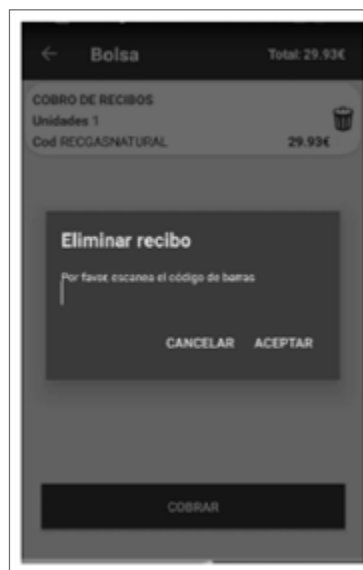 Bolsa Total: 29.93€
COBRO DE RECIBOS
Unidades 1
Cod RECGASNATURAL 29.93€
Eliminar recibo
Por favor, escanea el código de barras
CANCELAR ACEPTAR
COBRAR